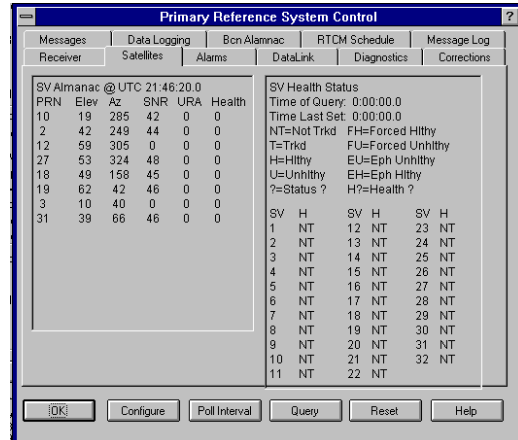 Primary Reference System Control ?
Messages Data Logging Bcn Alamnac RTCM Schedule Message Log
Receiver Satellites Alarms DataLink Diagnostics Corrections
SV Almanac @ UTC 21:46:20.0
PRN Elev Az SNR URA Health
10 19 285 42 0 0
2 42 249 44 0 0
12 59 305 0 0 0
27 53 324 48 0 0
18 49 158 45 0 0
19 62 42 46 0 0
3 10 40 0 0 0
31 39 66 46 0 0
SV Health Status
Time of Query: 0:00:00.0
Time Last Set: 0:00:00.0
NT=Not Trkd FH=Forced Hlthy
T=Trkd FU=Forced Unhlthy
H=Hlthy EU=Eph Unhlthy
U=Unhlthy EH=Eph Hlthy
?=Status ? H?=Health ?
SV H SV H SV H
1 NT 12 NT 23 NT
2 NT 13 NT 24 NT
3 NT 14 NT 25 NT
4 NT 15 NT 26 NT
5 NT 16 NT 27 NT
6 NT 17 NT 28 NT
7 NT 18 NT 29 NT
8 NT 19 NT 30 NT
9 NT 20 NT 31 NT
10 NT 21 NT 32 NT
11 NT 22 NT
OK Configure Poll Interval Query Reset Help